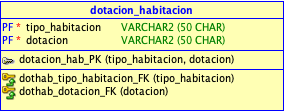 dotacion_habitacion
PF * tipo_habitacion VARCHAR2 (50 CHAR)
PF * dotacion VARCHAR2 (50 CHAR)
dotacion_hab_PK (tipo_habitacion, dotacion)
dothab_tipo_habitacion_FK (tipo_habitacion)
dothab_dotacion_FK (dotacion)